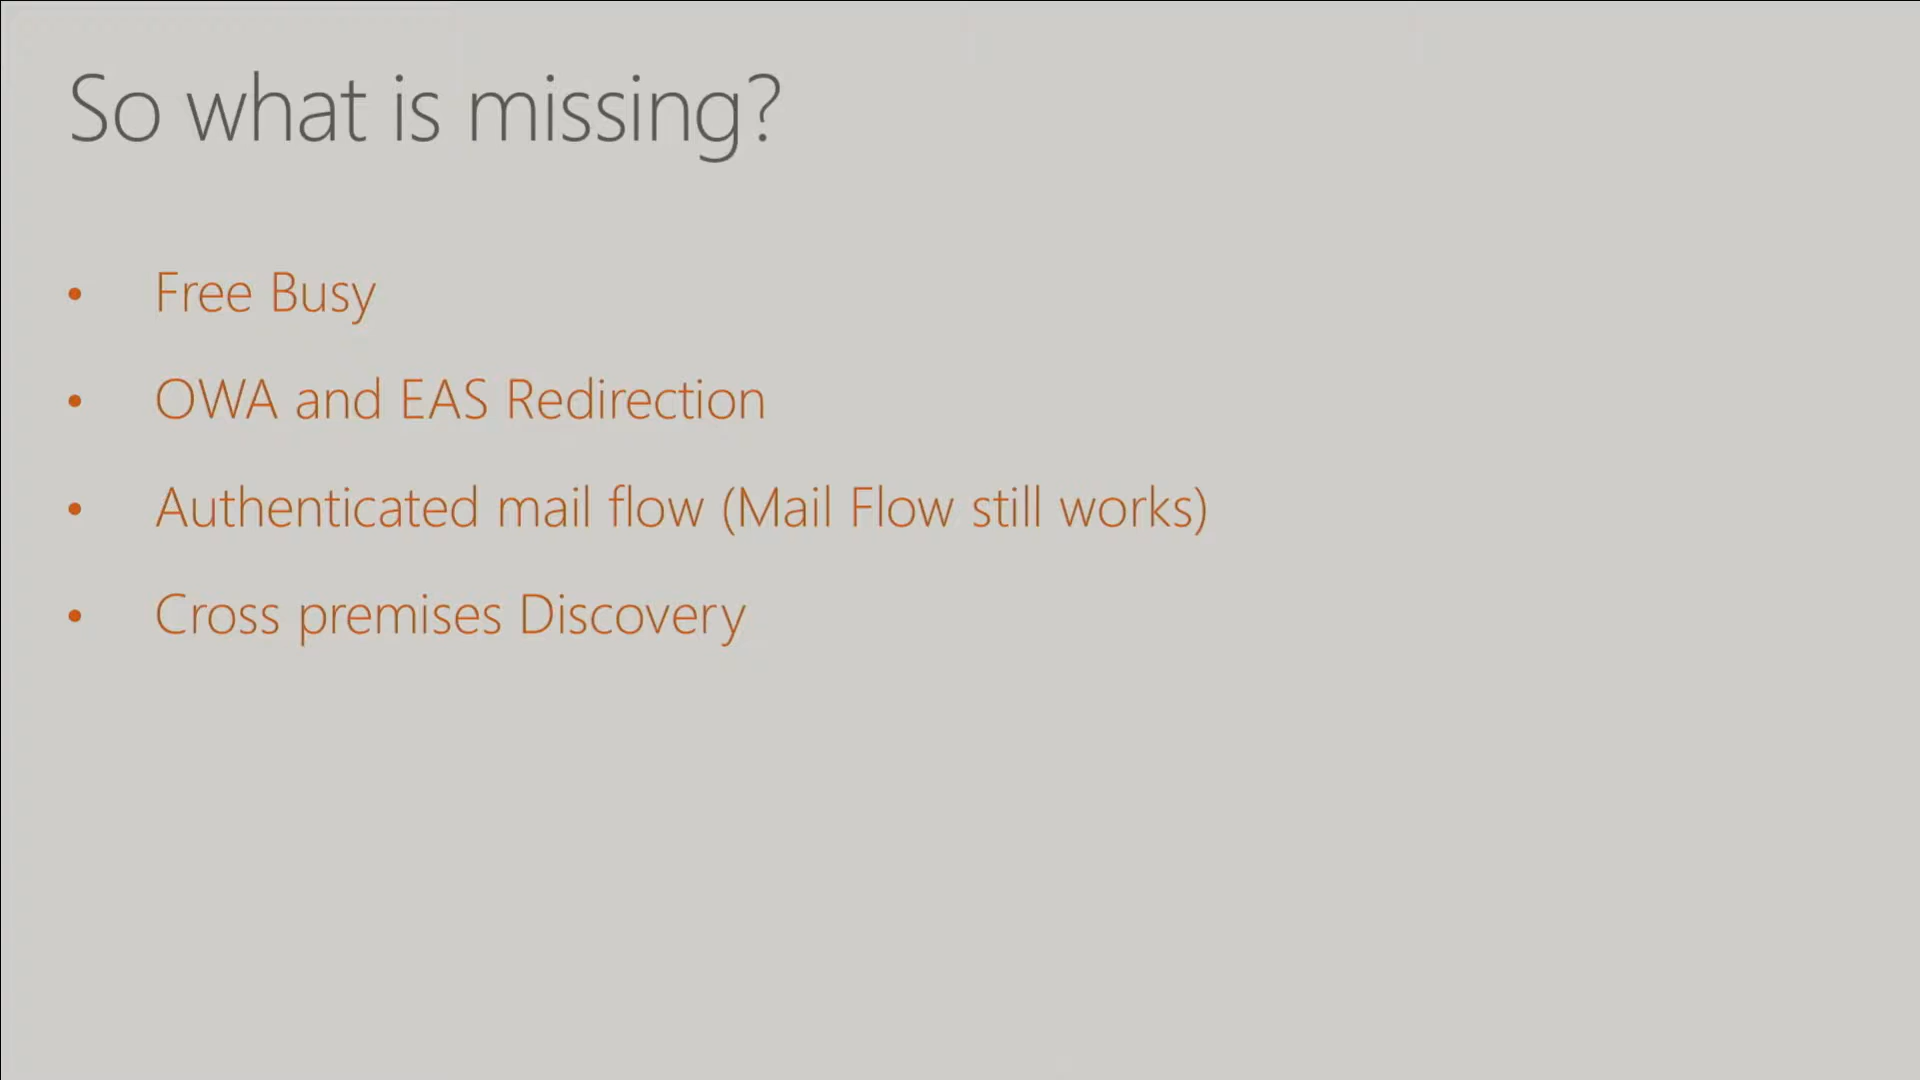 So what is missing?
• Free Busy
• OWA and EAS Redirection
• Authenticated mail flow (Mail Flow still works)
• Cross premises Discovery